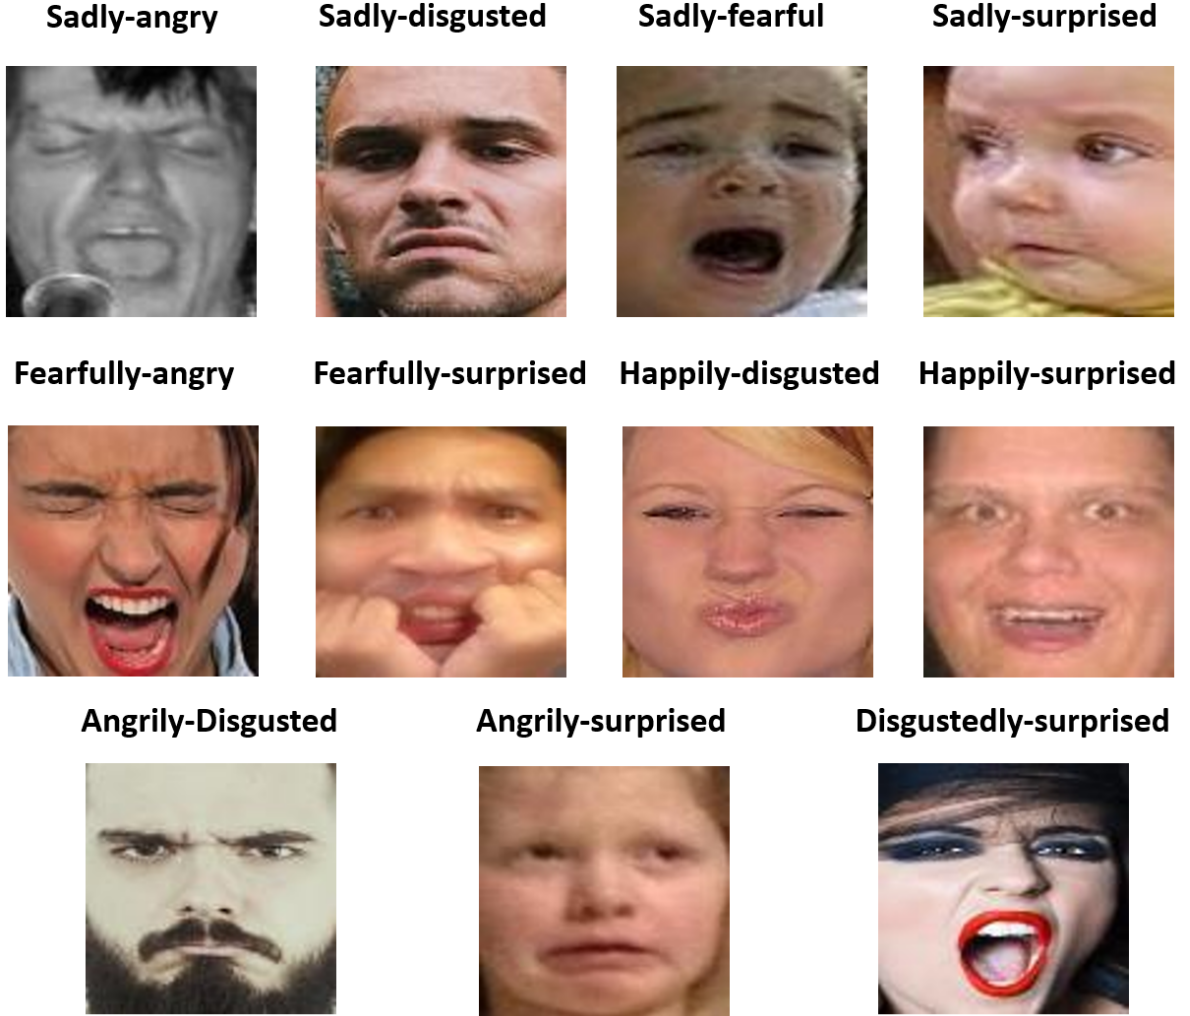 Sadly-angry
Sadly-disgusted
Sadly-fearful
Sadly-surprised
Fearfully-angry
Fearfully-surprised
Happily-disgusted
Happily-surprised
Angrily-Disgusted
Angrily-surprised
Disgustedly-surprised